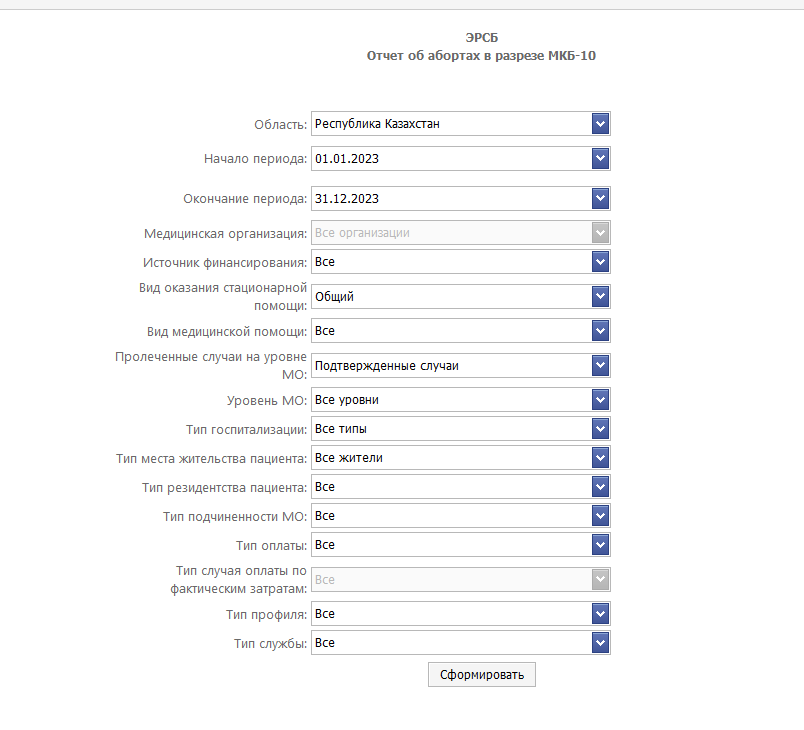 ЭРСБ
Отчет об абортах в разрезе МКБ-10
Область: Республика Казахстан
Начало периода: 01.01.2023
Окончание периода: 31.12.2023
Медицинская организация: Все организации
Источник финансирования: Все
Вид оказания стационарной
помощи: Общий
Вид медицинской помощи: Все
Пролеченные случаи на уровне
МО: Подтвержденные случаи
Уровень МО: Все уровни
Тип госпитализации: Все типы
Тип места жительства пациента: Все жители
Тип резидентства пациента: Все
Тип подчиненности МО: Все
Тип оплаты: Все
Тип случая оплаты по
фактическим затратам: Все
Тип профиля: Все
Тип службы: Все
Сформировать